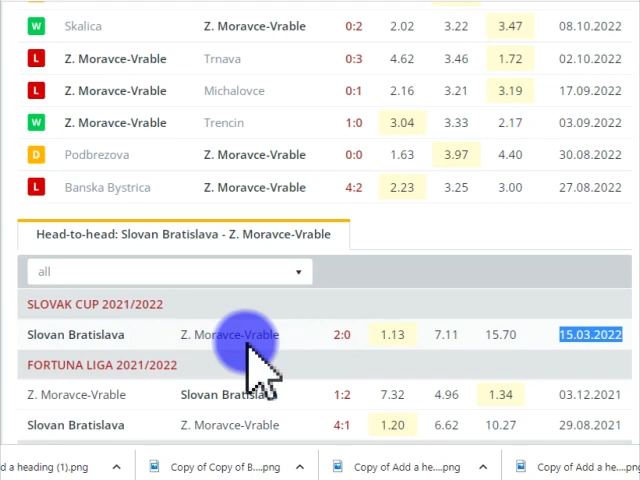 W Skalica Z. Moravce-Vrable 0:2 2.02 3.22 3.47 08.10.2022
L Z. Moravce-Vrable Trnava 0:3 4.62 3.46 1.72 02.10.2022
L Z. Moravce-Vrable Michalovce 0:1 2.16 3.21 3.19 17.09.2022
W Z. Moravce-Vrable Trencin 1:0 3.04 3.33 2.17 03.09.2022
D Podbrezova Z. Moravce-Vrable 0:0 1.63 3.97 4.40 30.08.2022
L Banska Bystrica Z. Moravce-Vrable 4:2 2.23 3.25 3.00 27.08.2022
Head-to-head: Slovan Bratislava - Z. Moravce-Vrable
all
SLOVAK CUP 2021/2022
Slovan Bratislava Z. Moravce-Vrable 2:0 1.13 7.11 15.70 15.03.2022
FORTUNA LIGA 2021/2022
Z. Moravce-Vrable Slovan Bratislava 1:2 7.32 4.96 1.34 03.12.2021
Slovan Bratislava Z. Moravce-Vrable 4:1 1.20 6.62 10.27 29.08.2021
d a heading (1).png Copy of Copy of B....png Copy of Add a he....png Copy of Add a he....png